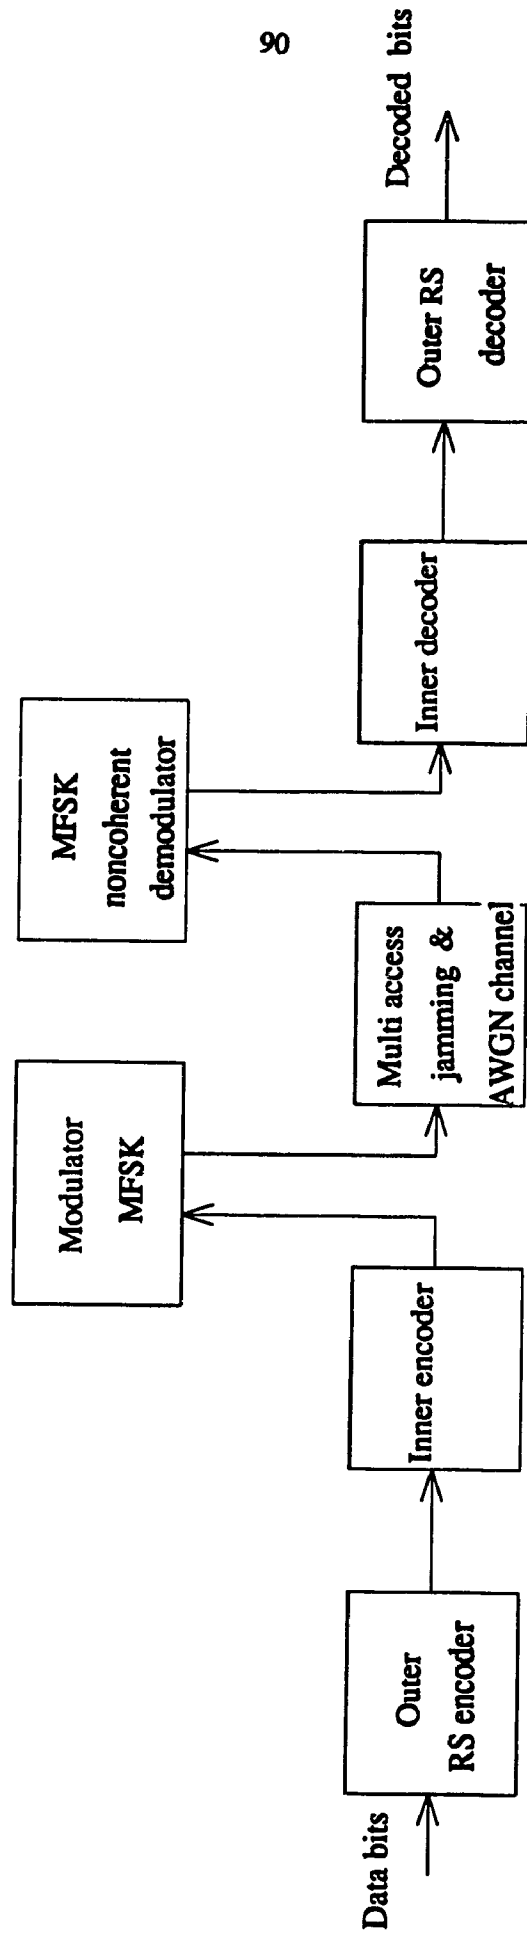 90
Data bits
Outer
RS encoder
Inner encoder
Modulator
MFSK
Multi access
jamming &
AWGN channel
MFSK
noncoherent
demodulator
Inner decoder
Outer RS
decoder
Decoded bits